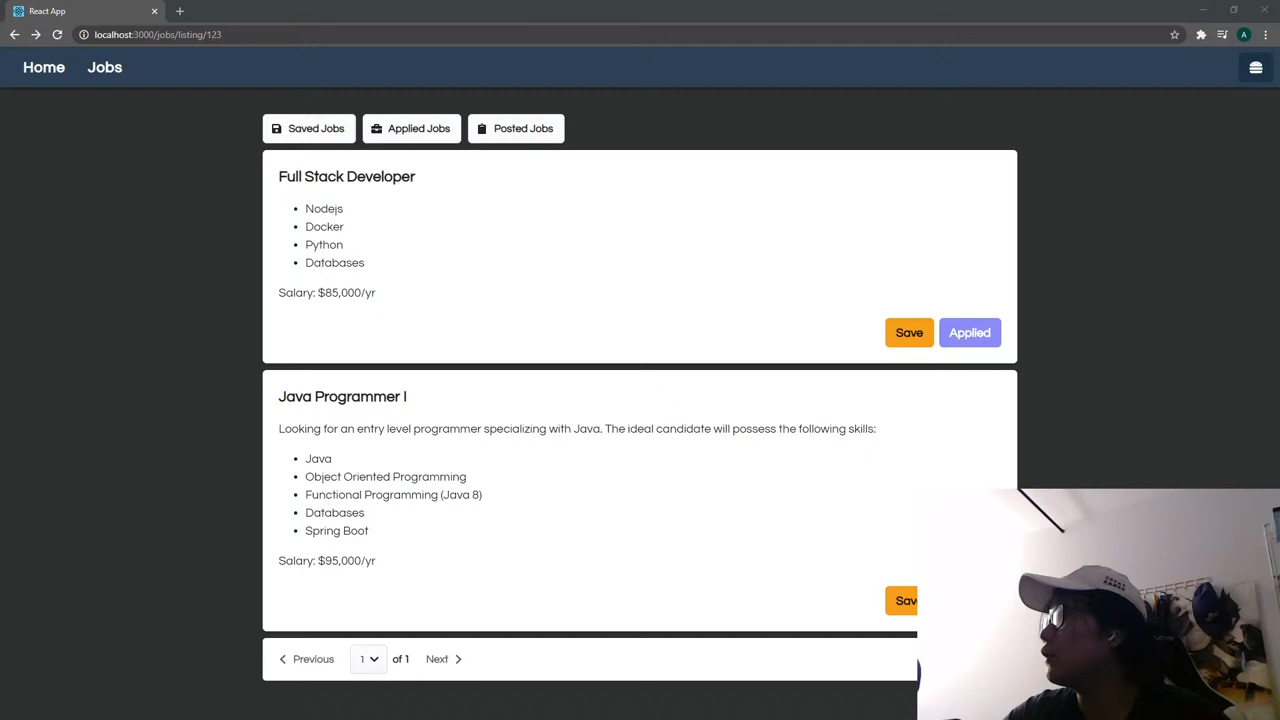 React App
localhost:3000/jobs/listing/123
A
Home Jobs
Saved Jobs Applied Jobs Posted Jobs
Full Stack Developer
• Nodejs
• Docker
• Python
• Databases
Salary: $85,000/yr
Save Applied
Java Programmer I
Looking for an entry level programmer specializing with Java. The ideal candidate will possess the following skills:
• Java
• Object Oriented Programming
• Functional Programming (Java 8)
• Databases
• Spring Boot
Salary: $95,000/yr
Sav
Previous 1 of 1 Next